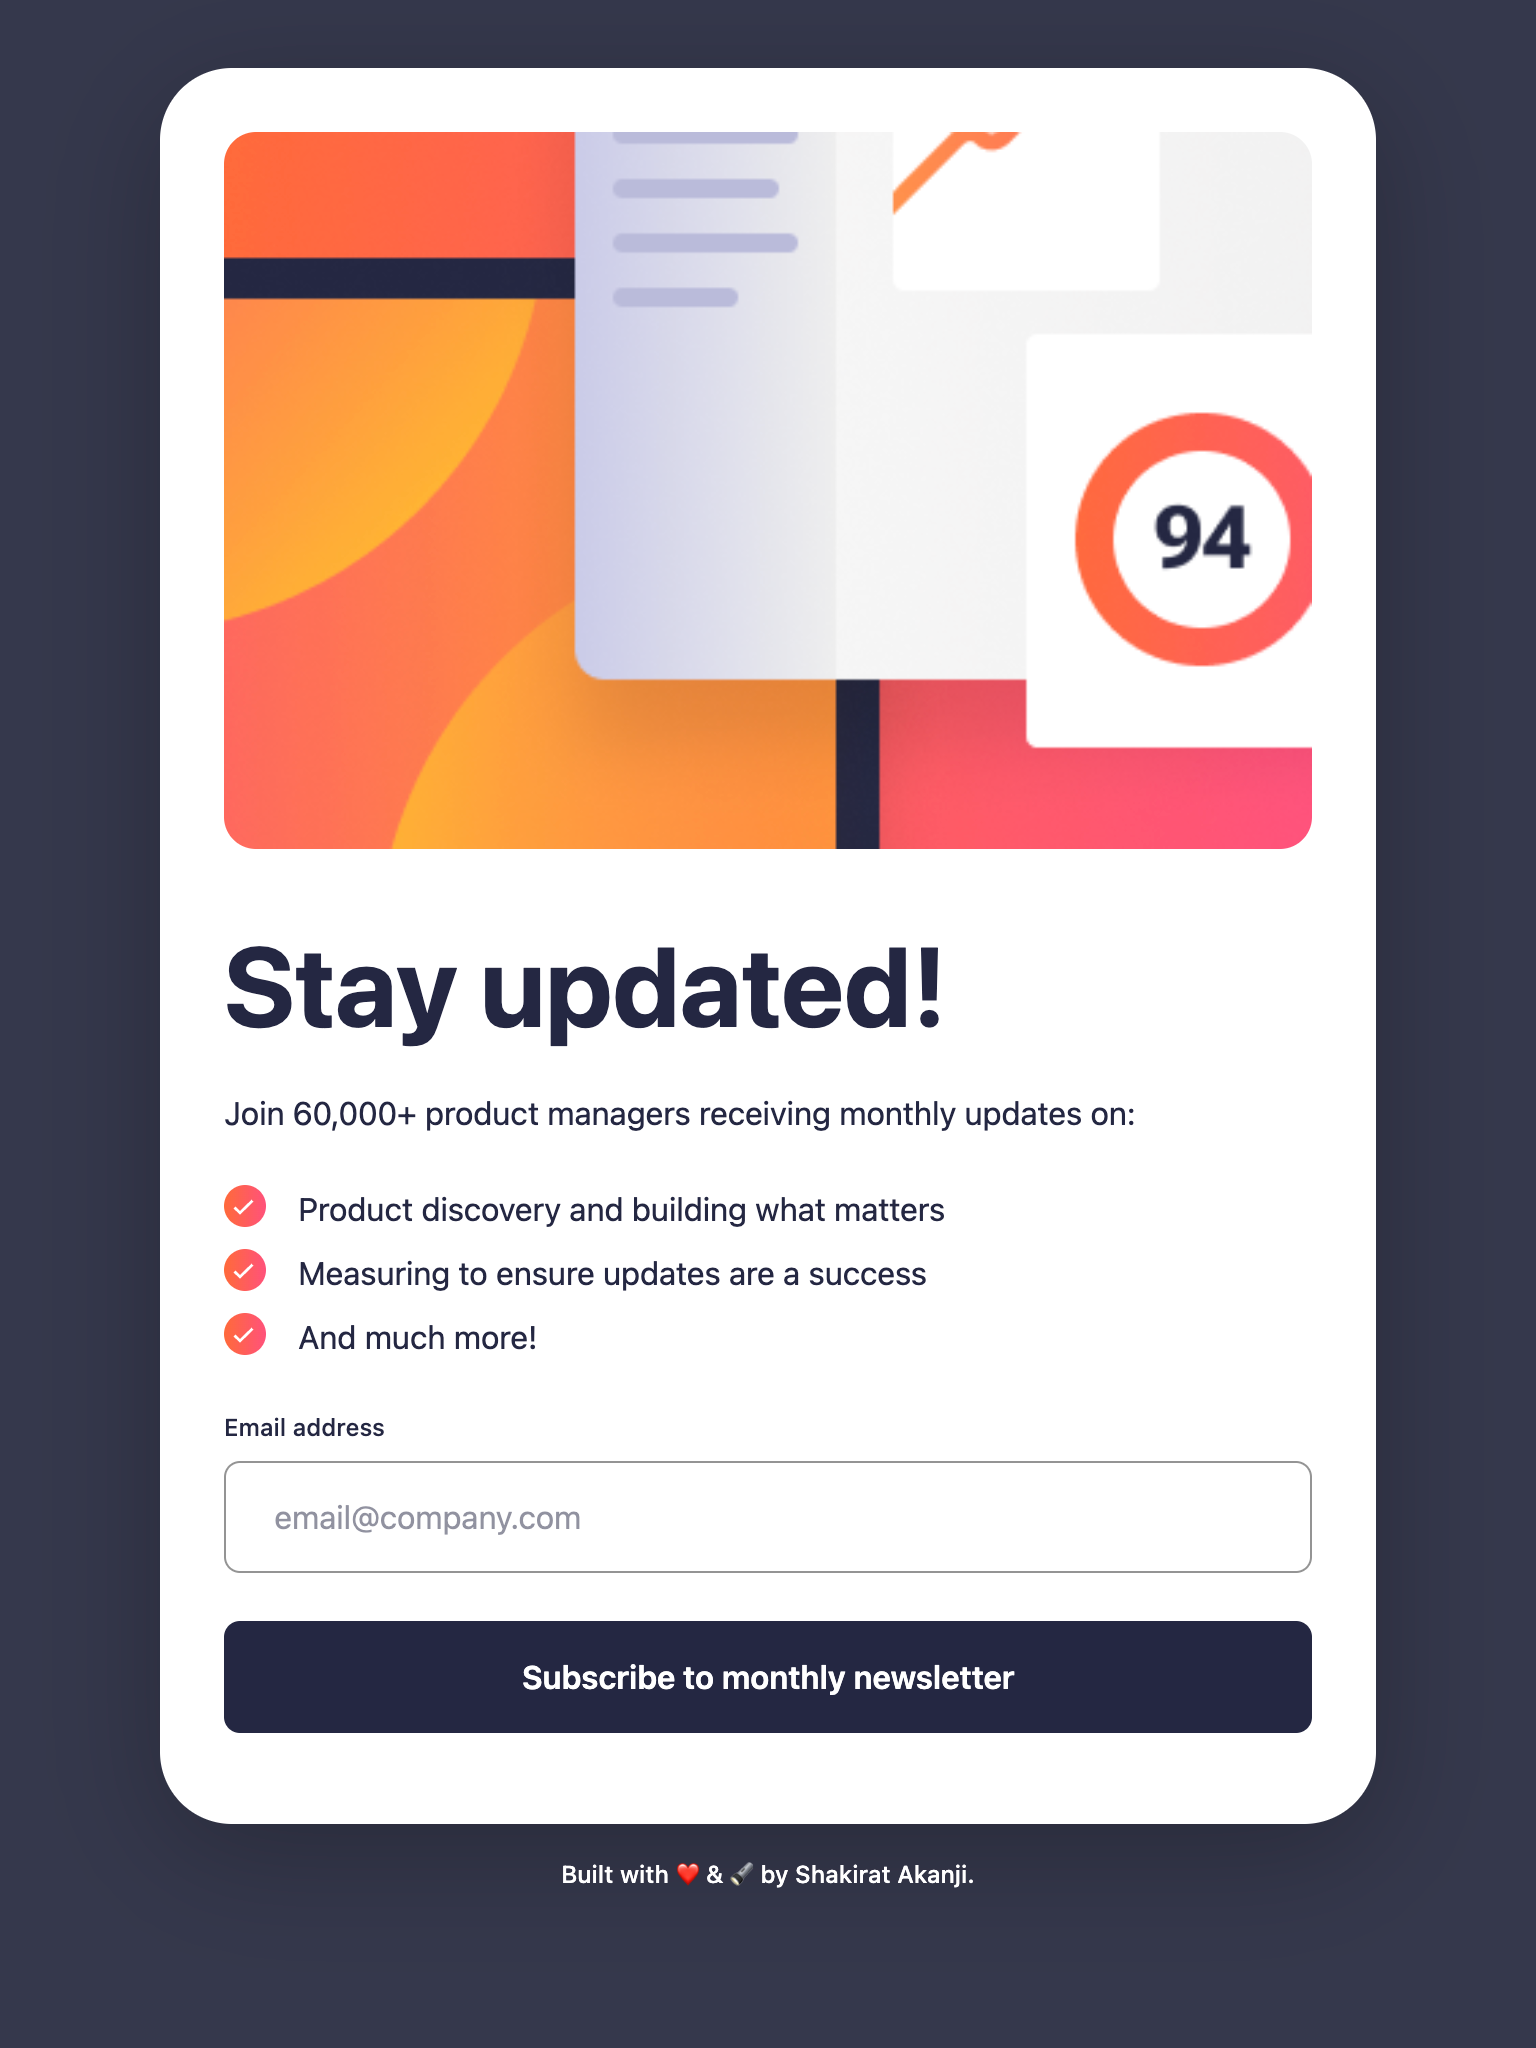 94
Stay updated!
Join 60,000+ product managers receiving monthly updates on:
Product discovery and building what matters
Measuring to ensure updates are a success
And much more!
Email address
email@company.com
Subscribe to monthly newsletter
Built with ❤️ & 🔦 by Shakirat Akanji.